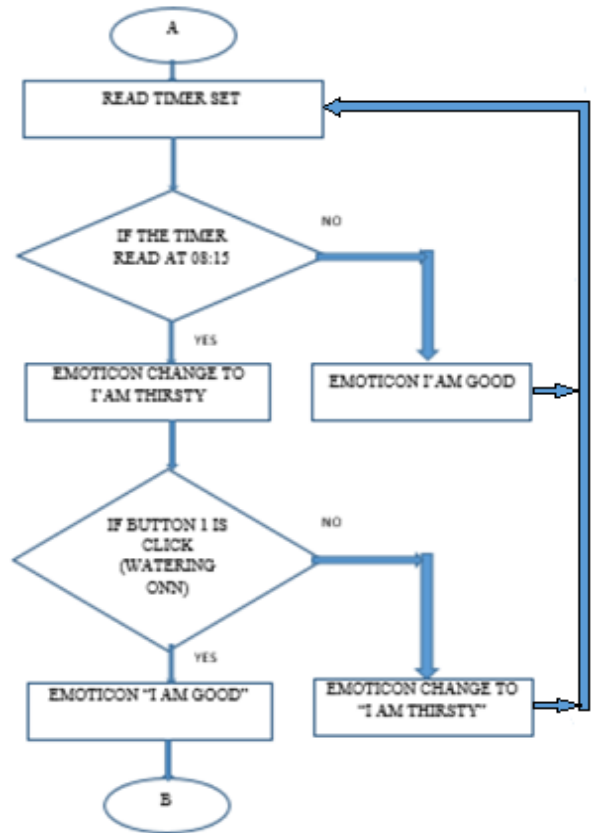 A
READ TIMER SET
IF THE TIMER
READ AT 08:15
NO
YES
EMOTICON CHANGE TO
I'AM THIRSTY
EMOTICON I'AM GOOD
IF BUTTON 1 IS
CLICK
(WATERING
ONN)
NO
YES
EMOTICON "I AM GOOD"
EMOTICON CHANGE TO
"I AM THIRSTY"
B